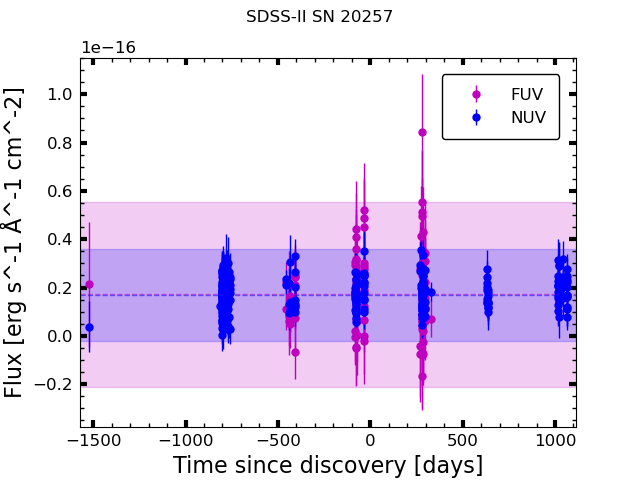 SDSS-II SN 20257
1e−16
FUV
NUV
1.0
0.8
0.6
0.4
0.2
0.0
−0.2
Flux [erg s^-1 Å^-1 cm^-2]
−1500 −1000 −500 0 500 1000
Time since discovery [days]